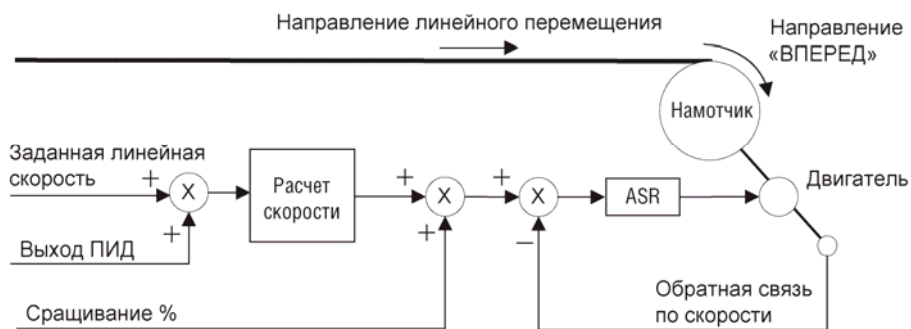 Направление линейного перемещения
Направление
«ВПЕРЕД»
Намотчик
Заданная линейная
скорость
+
X
+
Выход ПИД
Расчет
скорости
+
X
+
Сращивание %
+
X
−
ASR
Двигатель
Обратная связь
по скорости